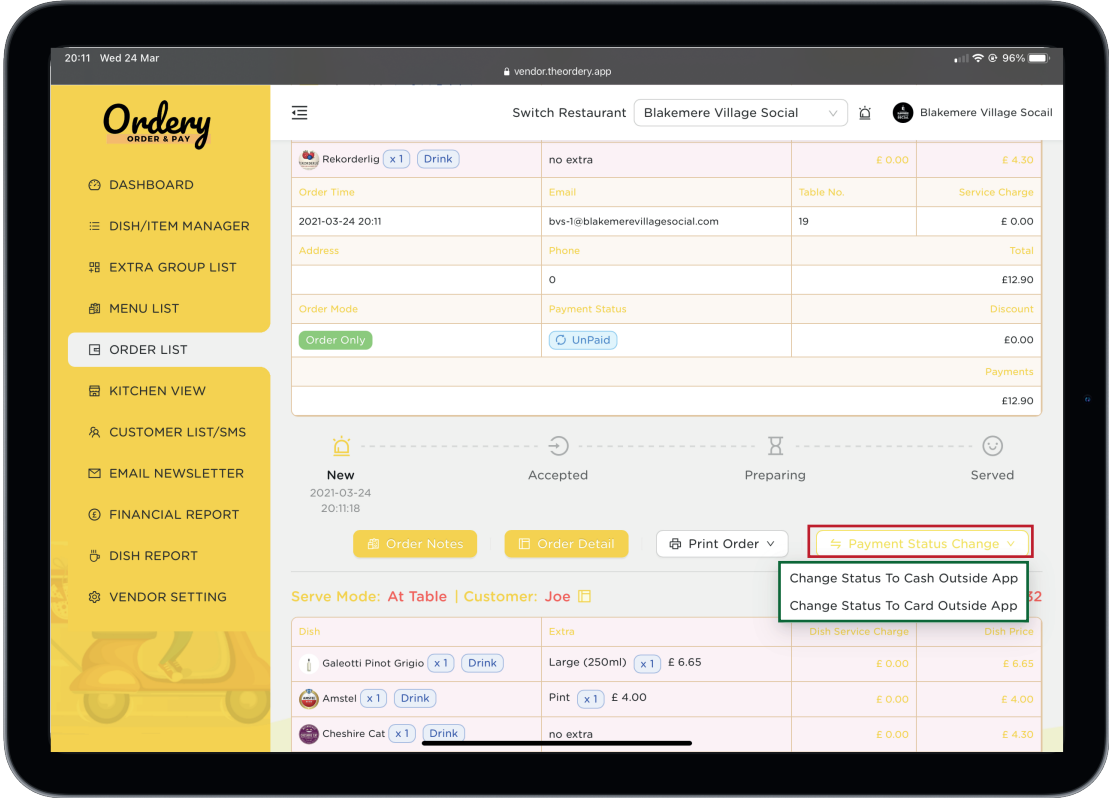 20:11 Wed 24 Mar
96%
vendor.theordery.app
Ordery
ORDER & PAY
Switch Restaurant Blakemere Village Social Blakemere Village Socail
DASHBOARD
DISH/ITEM MANAGER
EXTRA GROUP LIST
MENU LIST
ORDER LIST
KITCHEN VIEW
CUSTOMER LIST/SMS
EMAIL NEWSLETTER
FINANCIAL REPORT
DISH REPORT
VENDOR SETTING
Rekorderlig x 1 Drink no extra £ 0.00 £ 4.30
Order Time Email Table No. Service Charge
2021-03-24 20:11 bvs-1@blakemerevillagesocial.com 19 £ 0.00
Address Phone Total
0 £12.90
Order Mode Payment Status Discount
Order Only UnPaid £0.00
Payments
£12.90
New Accepted Preparing Served
2021-03-24
20:11:18
Order Notes Order Detail Print Order Payment Status Change
Change Status To Cash Outside App
Change Status To Card Outside App
Serve Mode: At Table | Customer: Joe 32
Dish Extra Dish Service Charge Dish Price
Galeotti Pinot Grigio x 1 Drink Large (250ml) x 1 £ 6.65 £ 0.00 £ 6.65
Amstel x 1 Drink Pint x 1 £ 4.00 £ 0.00 £ 4.00
Cheshire Cat x 1 Drink no extra £ 0.00 £ 4.30